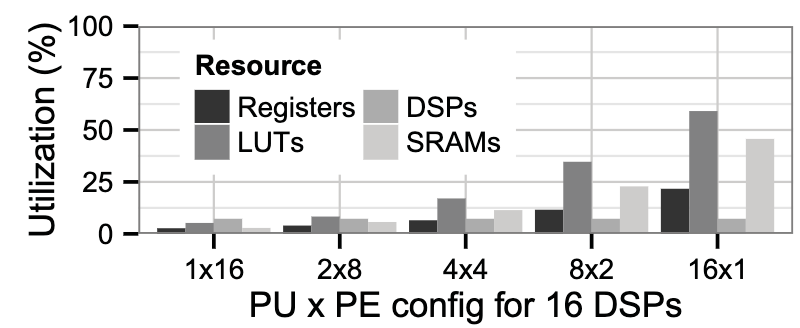 Utilization (%)
100
75
50
25
0
Resource
Registers
DSPs
LUTs
SRAMs
1x16
2x8
4x4
8x2
16x1
PU x PE config for 16 DSPs